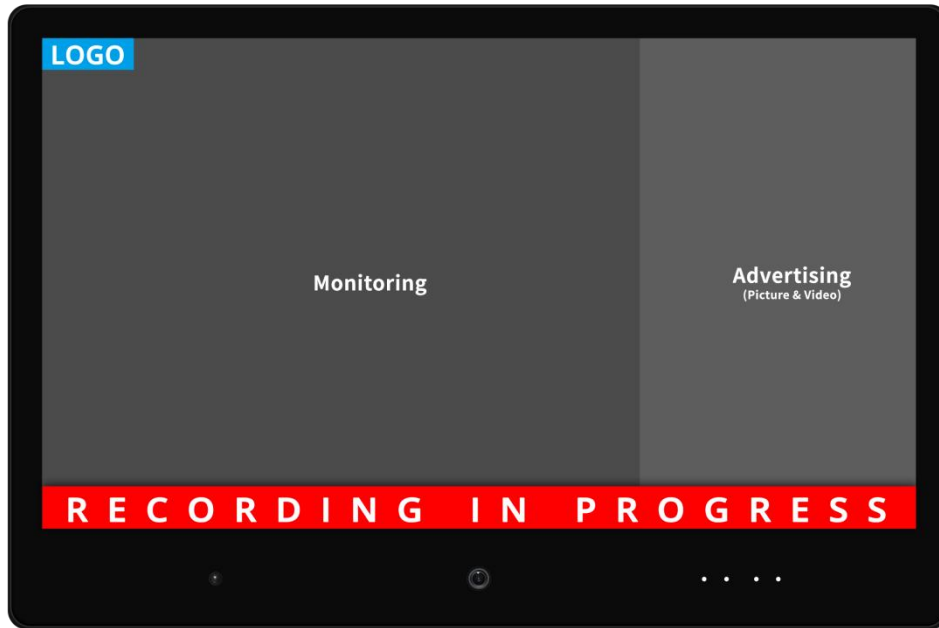 LOGO
Monitoring
Advertising
(Picture & Video)
RECORDING IN PROGRESS